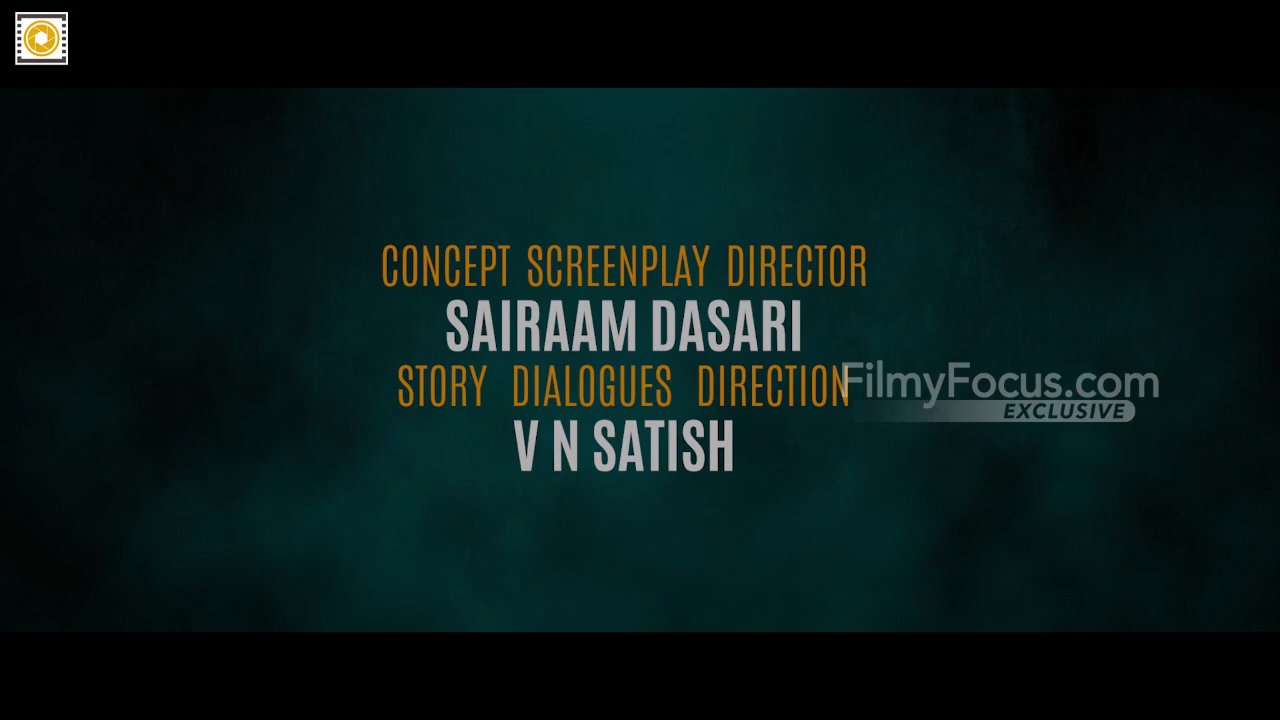 CONCEPT SCREENPLAY DIRECTOR
SAIRAAM DASARI
STORY DIALOGUES DIRECTION
V N SATISH
FilmyFocus.com
EXCLUSIVE